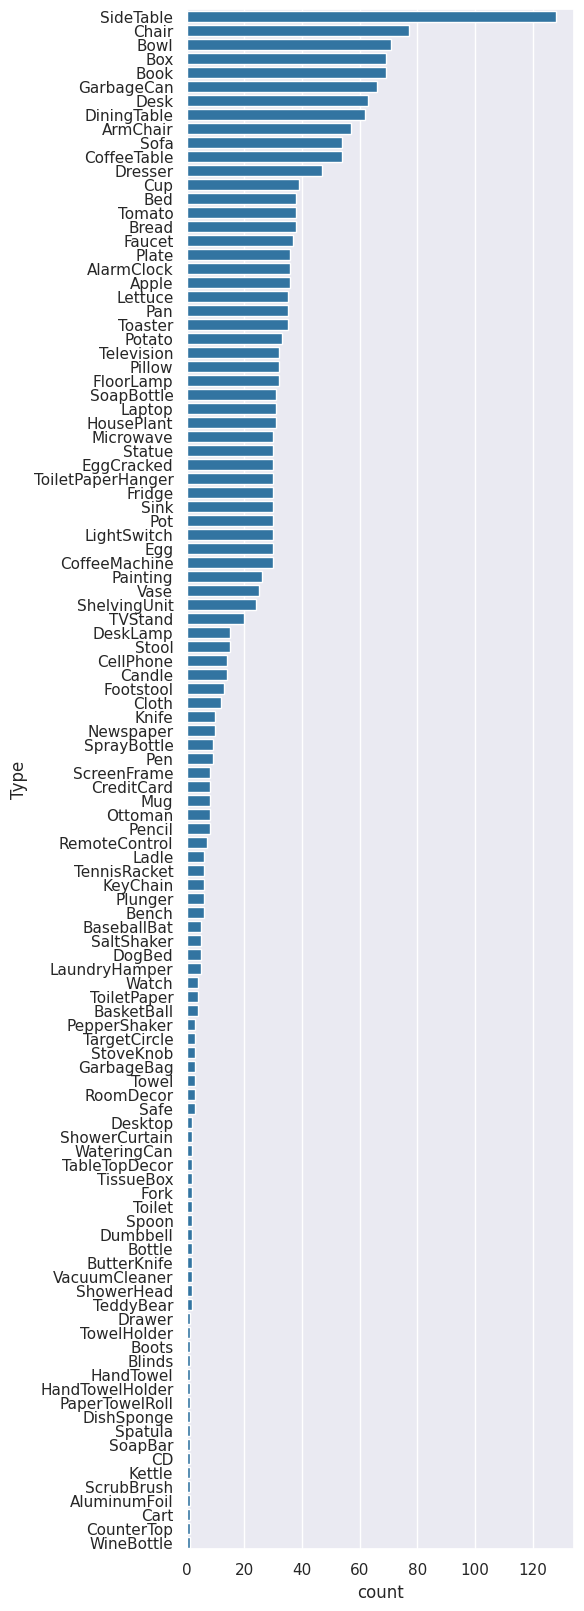 SideTable
Chair
Bowl
Box
Book
GarbageCan
Desk
DiningTable
ArmChair
Sofa
CoffeeTable
Dresser
Cup
Bed
Tomato
Bread
Faucet
Plate
AlarmClock
Apple
Lettuce
Pan
Toaster
Potato
Television
Pillow
FloorLamp
SoapBottle
Laptop
HousePlant
Microwave
Statue
EggCracked
ToiletPaperHanger
Fridge
Sink
Pot
LightSwitch
Egg
CoffeeMachine
Painting
Vase
ShelvingUnit
TVStand
DeskLamp
Stool
CellPhone
Candle
Footstool
Cloth
Knife
Newspaper
SprayBottle
Pen
ScreenFrame
CreditCard
Mug
Ottoman
Pencil
RemoteControl
Ladle
TennisRacket
KeyChain
Plunger
Bench
BaseballBat
SaltShaker
DogBed
LaundryHamper
Watch
ToiletPaper
BasketBall
PepperShaker
TargetCircle
StoveKnob
GarbageBag
Towel
RoomDecor
Safe
Desktop
ShowerCurtain
WateringCan
TableTopDecor
TissueBox
Fork
Toilet
Spoon
Dumbbell
Bottle
ButterKnife
VacuumCleaner
ShowerHead
TeddyBear
Drawer
TowelHolder
Boots
Blinds
HandTowel
HandTowelHolder
PaperTowelRoll
DishSponge
Spatula
SoapBar
CD
Kettle
ScrubBrush
AluminumFoil
Cart
CounterTop
WineBottle
Type
0 20 40 60 80 100 120
count